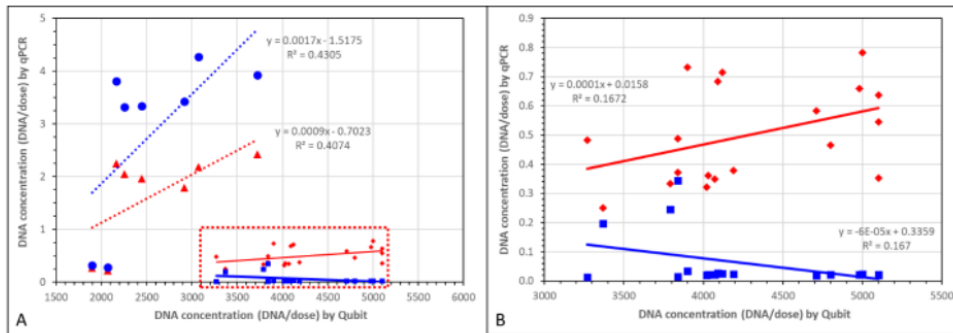 5
4
3
2
1
0
DNA concentration (DNA/dose) by qPCR
y = 0.0017x - 1.5175
R² = 0.4305
y = 0.0009x - 0.7023
R² = 0.4074
1500 2000 2500 3000 3500 4000 4500 5000 5500 6000
A
DNA concentration (DNA/dose) by Qubit
0.9
0.8
0.7
0.6
0.5
0.4
0.3
0.2
0.1
0.0
DNA concentration (DNA/dose) by qPCR
y = 0.0001x + 0.0158
R² = 0.1672
y = -6E-05x + 0.3359
R² = 0.167
3000 3500 4000 4500 5000 5500
B
DNA concentration (DNA/dose) by Qubit